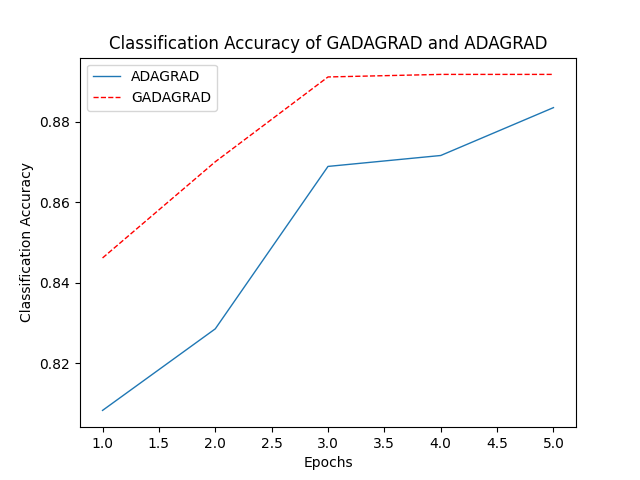 Classification Accuracy of GADAGRAD and ADAGRAD
ADAGRAD
GADAGRAD
0.88
0.86
0.84
0.82
Classification Accuracy
1.0 1.5 2.0 2.5 3.0 3.5 4.0 4.5 5.0
Epochs